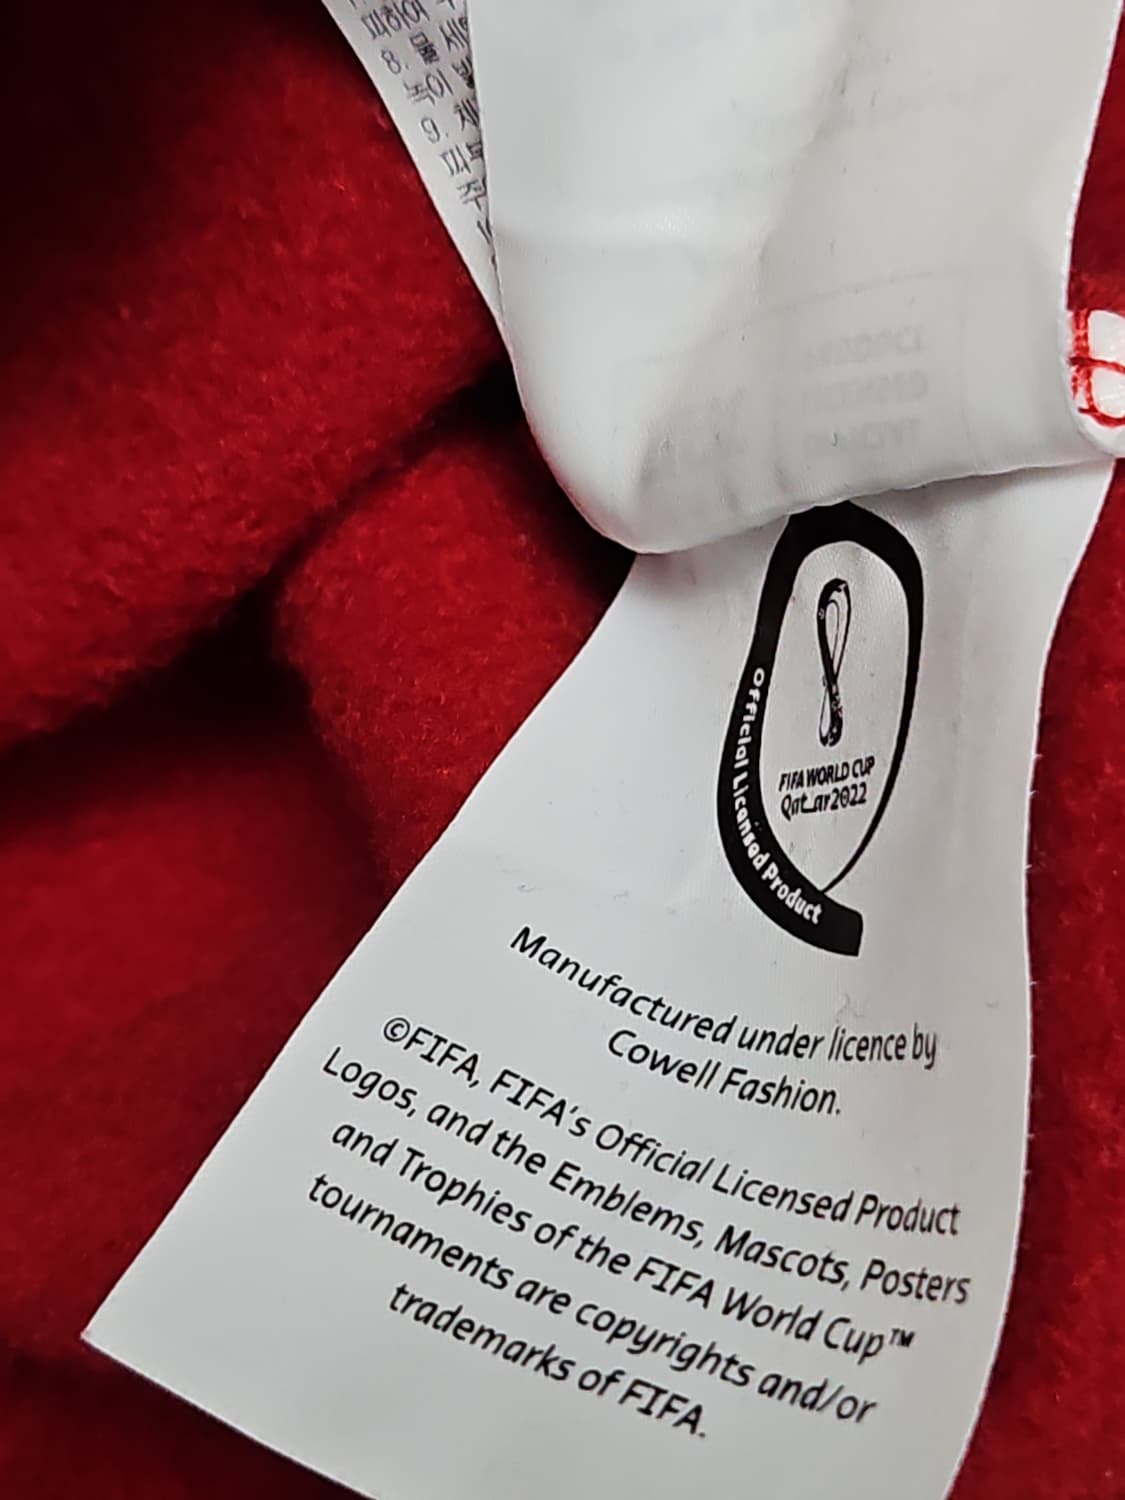 8.
9.
Official Licensed Product
FIFA WORLD CUP
Qatar2022
Manufactured under licence by
Cowell Fashion.
©FIFA, FIFA's Official Licensed Product
Logos, and the Emblems, Mascots, Posters
and Trophies of the FIFA World Cup™
tournaments are copyrights and/or
trademarks of FIFA.